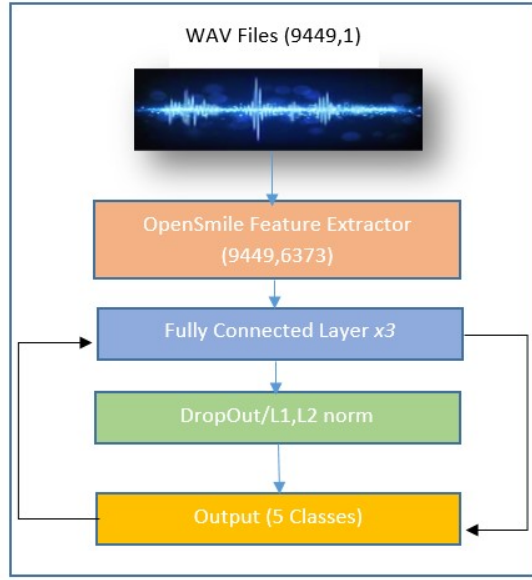 WAV Files (9449,1)
OpenSmile Feature Extractor
(9449,6373)
Fully Connected Layer x3
DropOut/L1,L2 norm
Output (5 Classes)